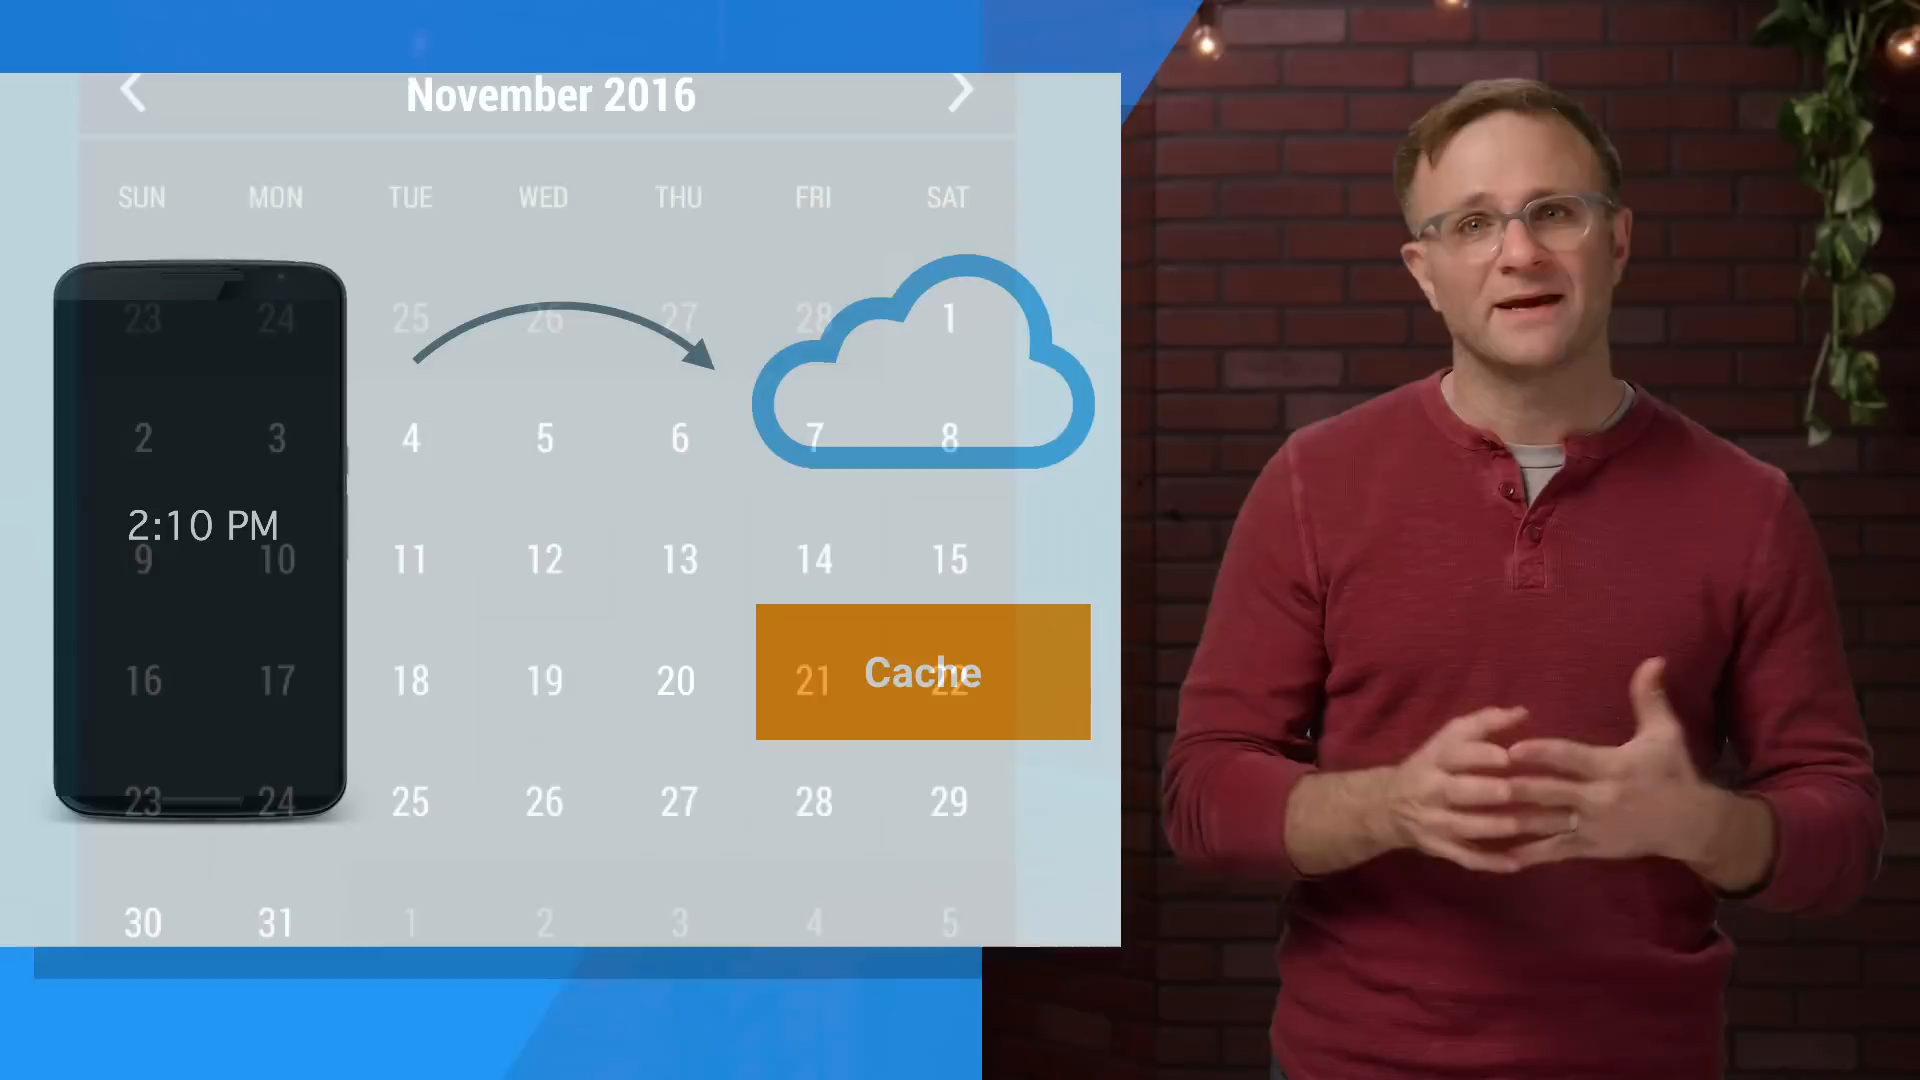 November 2016
SUN MON TUE WED THU FRI SAT
23 24 25 26 27 28 1
2 3 4 5 6 7 8
2:10 PM
9 10 11 12 13 14 15
Cache
16 17 18 19 20 21 22
23 24 25 26 27 28 29
30 31 1 2 3 4 5